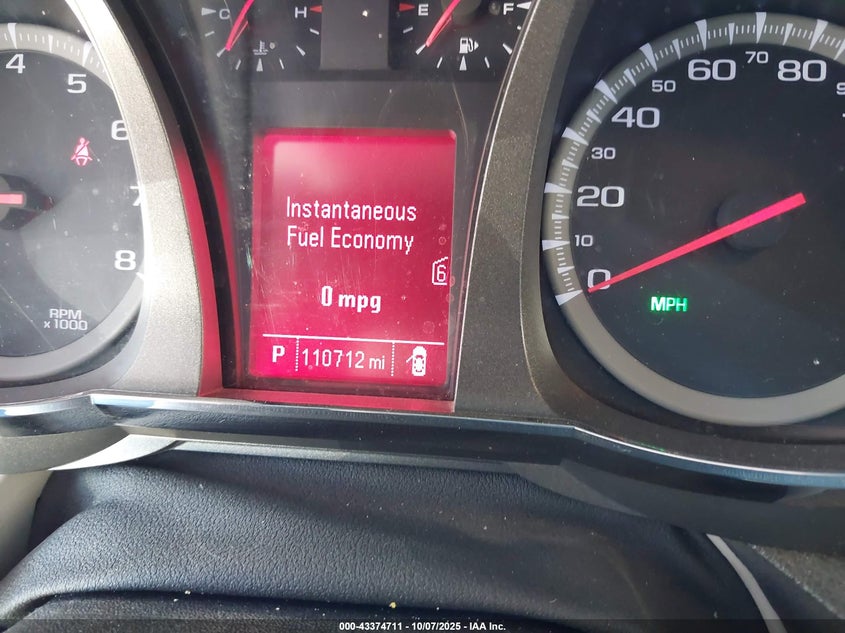 C H E F
4 5 6 7 8
RPM
x 1000
Instantaneous
Fuel Economy
6
0 mpg
P 110712 mi
0 10 20 30 40 50 60 70 80
MPH
000-43374711 - 10/07/2025 - IAA Inc.